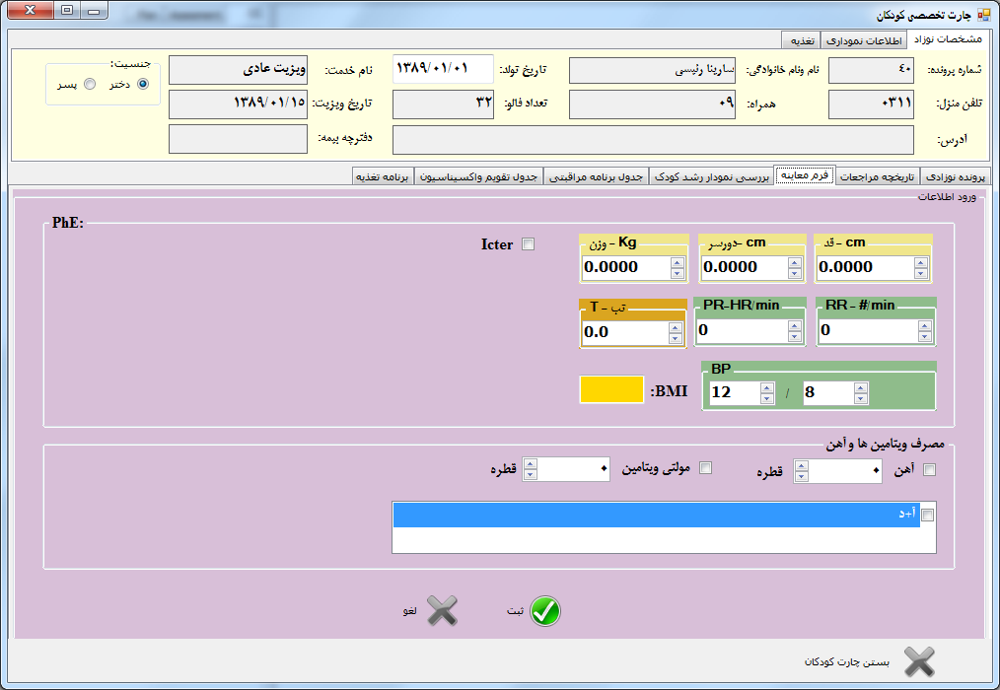 چارت تخصصی کودکان
مشخصات نوزاد اطلاعات نموداری تغذیه
شماره پرونده: ۴۰ نام ونام خانوادگی: سارینا رئیسی تاریخ تولد: ۱۳۸۹/۰۱/۰۱ نام خدمت: ویزیت عادی جنسیت: دختر پسر
تلفن منزل: ۰۳۱۱ همراه: ۰۹ تعداد فالو: ۳۲ تاریخ ویزیت: ۱۳۸۹/۰۱/۱۵
ادرس: دفترچه بیمه:
پرونده نوزادی تاریخچه مراجعات فرم معاینه بررسی نمودار رشد کودک جدول برنامه مراقبتی جدول تقویم واکسیناسیون برنامه تغذیه
ورود اطلاعات
PhE:
قد - cm دورسر- cm وزن - Kg Icter
0.0000 0.0000 0.0000
RR - #/min PR-HR/min تب - T
0 0 0.0
BP
12 / 8 BMI:
مصرف ویتامین ها و آهن
آهن ۰ قطره مولتی ویتامین ۰ قطره
آ+د
ثبت لغو
بستن چارت کودکان